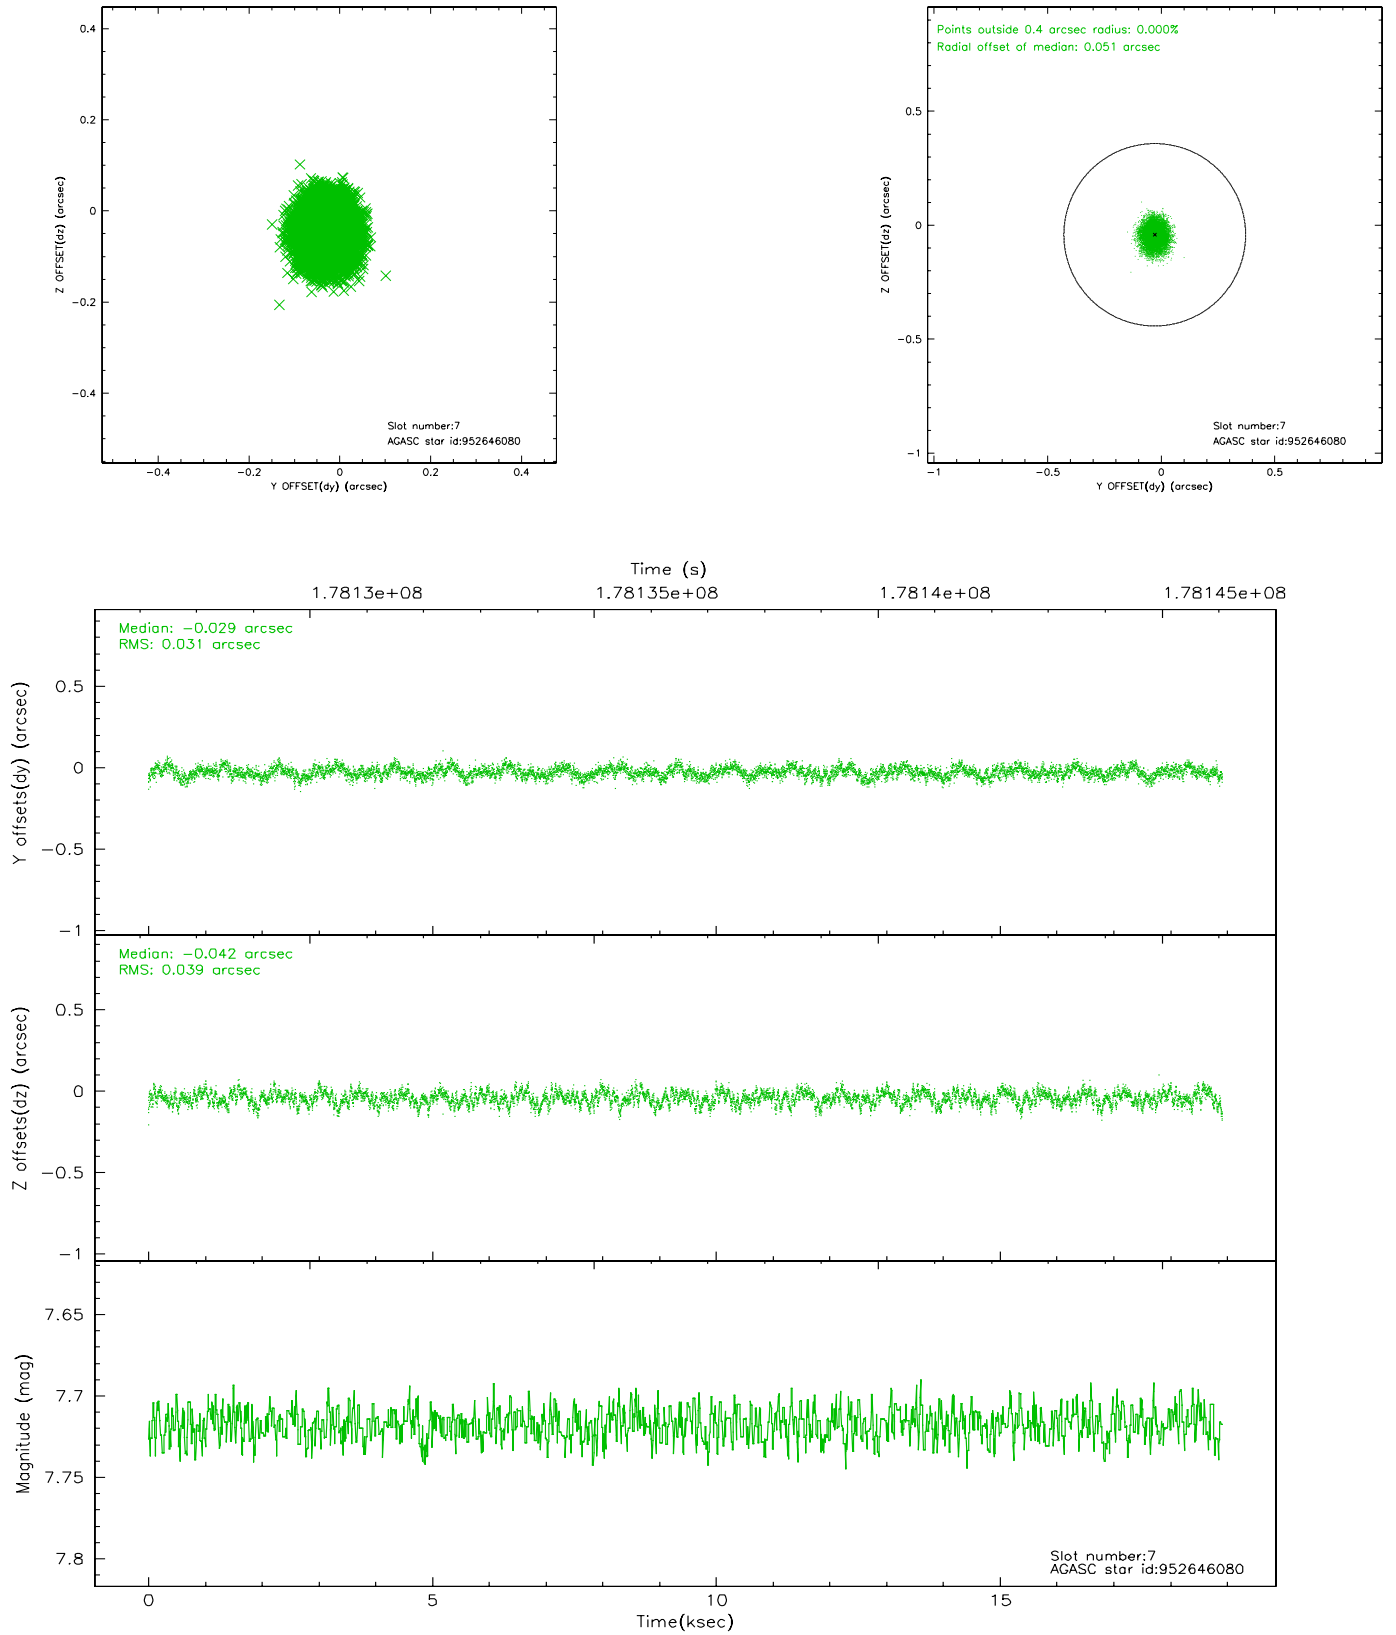 0.4
0.2
0
-0.2
-0.4
Z OFFSET(dz) (arcsec)
Slot number:7
AGASC star id:952646080
-0.4 -0.2 0 0.2 0.4
Y OFFSET(dy) (arcsec)
Points outside 0.4 arcsec radius: 0.000%
Radial offset of median: 0.051 arcsec
0.5
0
-0.5
-1
Z OFFSET(dz) (arcsec)
Slot number:7
AGASC star id:952646080
-1 -0.5 0 0.5
Y OFFSET(dy) (arcsec)
Time (s)
1.7813e+08 1.78135e+08 1.7814e+08 1.78145e+08
Median: -0.029 arcsec
RMS: 0.031 arcsec
0.5
0
-0.5
-1
Y offsets(dy) (arcsec)
Median: -0.042 arcsec
RMS: 0.039 arcsec
0.5
0
-0.5
-1
Z offsets(dz) (arcsec)
7.65
7.7
7.75
7.8
Magnitude (mag)
Slot number:7
AGASC star id:952646080
0 5 10 15
Time(ksec)